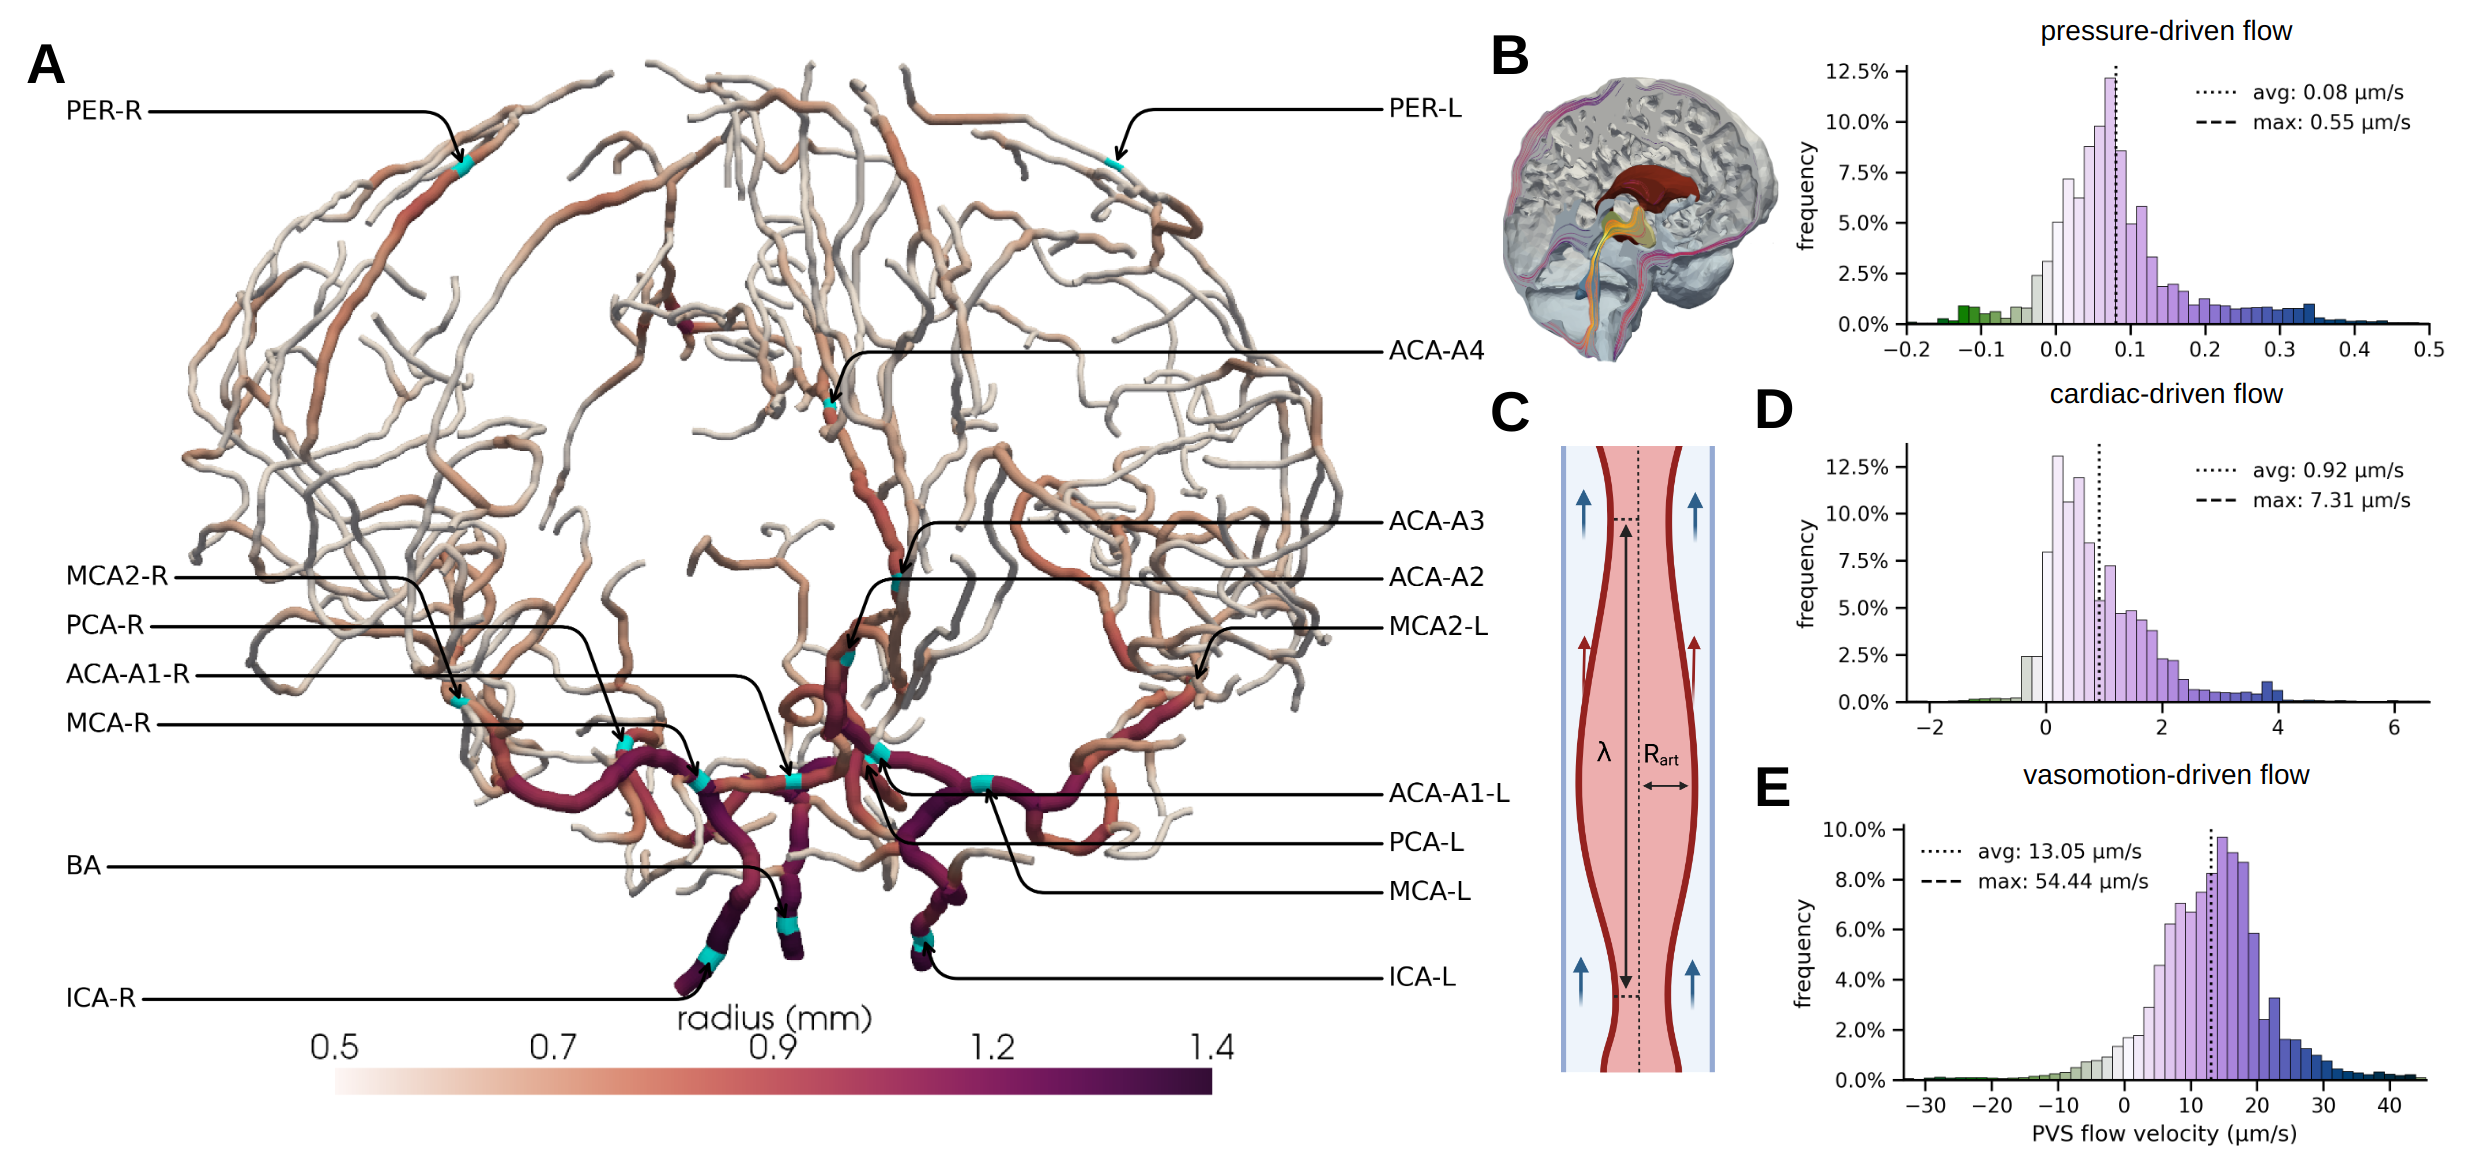 A
PER-R
PER-L
ACA-A4
ACA-A3
MCA2-R
ACA-A2
PCA-R
MCA2-L
ACA-A1-R
MCA-R
ACA-A1-L
PCA-L
BA
MCA-L
ICA-L
ICA-R
radius (mm)
0.5 0.7 0.9 1.2 1.4
B
pressure-driven flow
avg: 0.08 μm/s
max: 0.55 μm/s
frequency
12.5%
10.0%
7.5%
5.0%
2.5%
0.0%
−0.2 −0.1 0.0 0.1 0.2 0.3 0.4 0.5
C
λ
Rart
D
cardiac-driven flow
avg: 0.92 μm/s
max: 7.31 μm/s
frequency
12.5%
10.0%
7.5%
5.0%
2.5%
0.0%
−2 0 2 4 6
E
vasomotion-driven flow
avg: 13.05 μm/s
max: 54.44 μm/s
frequency
10.0%
8.0%
6.0%
4.0%
2.0%
0.0%
−30 −20 −10 0 10 20 30 40
PVS flow velocity (μm/s)